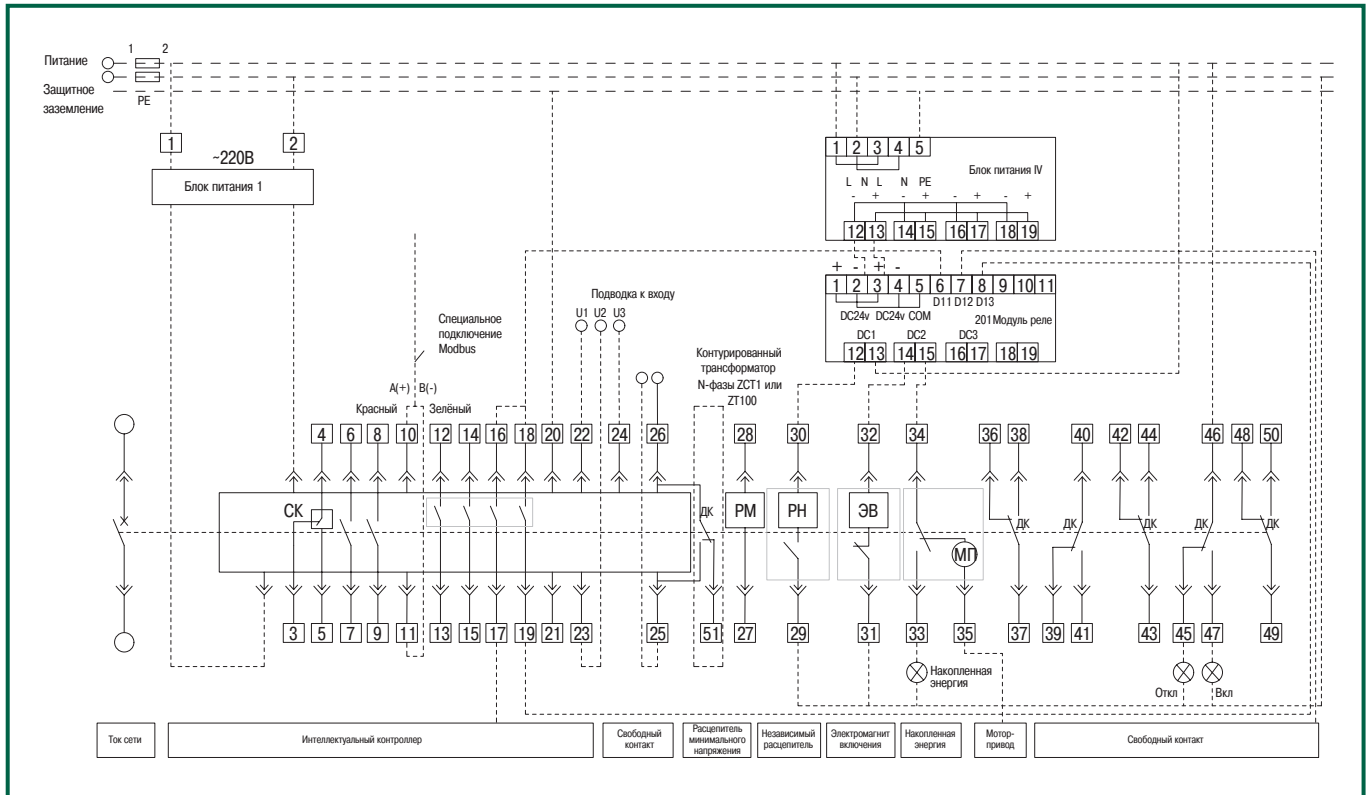 1 2
Питание
Защитное
заземление
PE
1 2
~220В
Блок питания 1
1 2 3 4 5
Блок питания IV
L N L N PE
- + - + - + - +
12 13 14 15 16 17 18 19
+ - + -
1 2 3 4 5 6 7 8 9 10 11
D11 D12 D13
DC24v DC24v COM
201 Модуль реле
DC1 DC2 DC3
12 13 14 15 16 17 18 19
Подводка к входу
U1 U2 U3
Специальное
подключение
Modbus
Контурированный
трансформатор
N-фазы ZCT1 или
ZT100
A(+) B(-)
Красный Зелёный
4 6 8 10 12 14 16 18 20 22 24 26 28 30 32 34 36 38 40 42 44 46 48 50
СК
ДК
РМ
РН
ЭВ
МП
ДК
ДК
ДК
ДК
ДК
3 5 7 9 11 13 15 17 19 21 23 25 51 27 29 31 33 35 37 39 41 43 45 47 49
Накопленная
энергия
Откл
Вкл
Ток сети
Интеллектуальный контроллер
Свободный
контакт
Расцепитель
минимального
напряжения
Независимый
расцепитель
Электромагнит
включения
Накопленная
энергия
Мотор-
привод
Свободный контакт